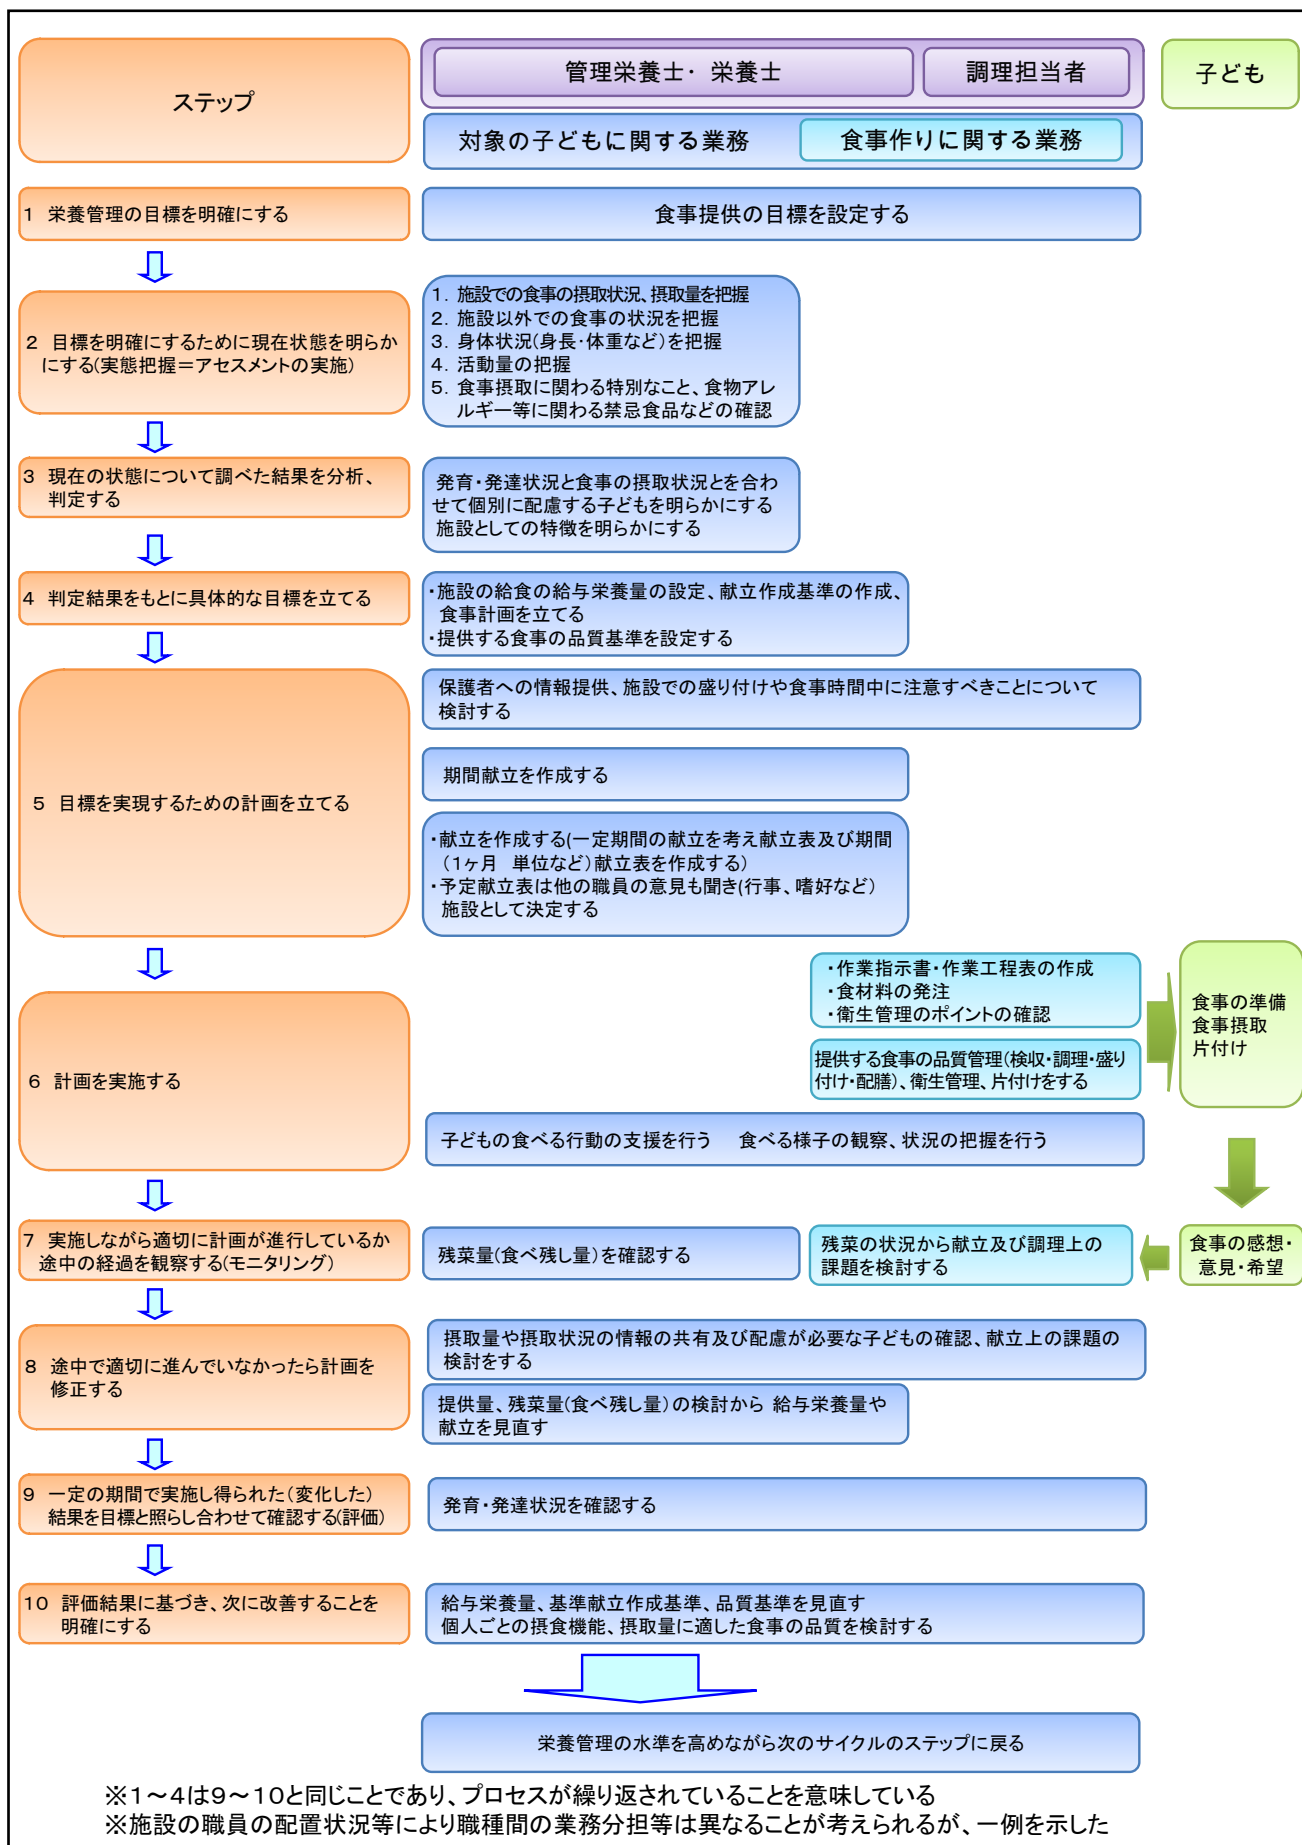 ステップ
管理栄養士・ 栄養士
調理担当者
子ども
対象の子どもに関する業務
食事作りに関する業務
1 栄養管理の目標を明確にする
食事提供の目標を設定する
2 目標を明確にするために現在状態を明らか
にする(実態把握=アセスメントの実施)
1. 施設での食事の摂取状況、摂取量を把握
2. 施設以外での食事の状況を把握
3. 身体状況(身長・体重など)を把握
4. 活動量の把握
5. 食事摂取に関わる特別なこと、食物アレ
ルギー等に関わる禁忌食品などの確認
3 現在の状態について調べた結果を分析、
判定する
発育・発達状況と食事の摂取状況とを合わ
せて個別に配慮する子どもを明らかにする
施設としての特徴を明らかにする
4 判定結果をもとに具体的な目標を立てる
・施設の給食の給与栄養量の設定、献立作成基準の作成、
食事計画を立てる
・提供する食事の品質基準を設定する
5 目標を実現するための計画を立てる
保護者への情報提供、施設での盛り付けや食事時間中に注意すべきことについて
検討する
期間献立を作成する
・献立を作成する(一定期間の献立を考え献立表及び期間
(1ヶ月 単位など)献立表を作成する)
・予定献立表は他の職員の意見も聞き(行事、嗜好など)
施設として決定する
6 計画を実施する
・作業指示書・作業工程表の作成
・食材料の発注
・衛生管理のポイントの確認
提供する食事の品質管理(検収・調理・盛り
付け・配膳)、衛生管理、片付けをする
食事の準備
食事摂取
片付け
子どもの食べる行動の支援を行う 食べる様子の観察、状況の把握を行う
7 実施しながら適切に計画が進行しているか
途中の経過を観察する(モニタリング)
残菜量(食べ残し量)を確認する
残菜の状況から献立及び調理上の
課題を検討する
食事の感想・
意見・希望
8 途中で適切に進んでいなかったら計画を
修正する
摂取量や摂取状況の情報の共有及び配慮が必要な子どもの確認、献立上の課題の
検討をする
提供量、残菜量(食べ残し量)の検討から 給与栄養量や
献立を見直す
9 一定の期間で実施し得られた(変化した)
結果を目標と照らし合わせて確認する(評価)
発育・発達状況を確認する
10 評価結果に基づき、次に改善することを
明確にする
給与栄養量、基準献立作成基準、品質基準を見直す
個人ごとの摂食機能、摂取量に適した食事の品質を検討する
栄養管理の水準を高めながら次のサイクルのステップに戻る
※1~4は9~10と同じことであり、プロセスが繰り返されていることを意味している
※施設の職員の配置状況等により職種間の業務分担等は異なることが考えられるが、一例を示した